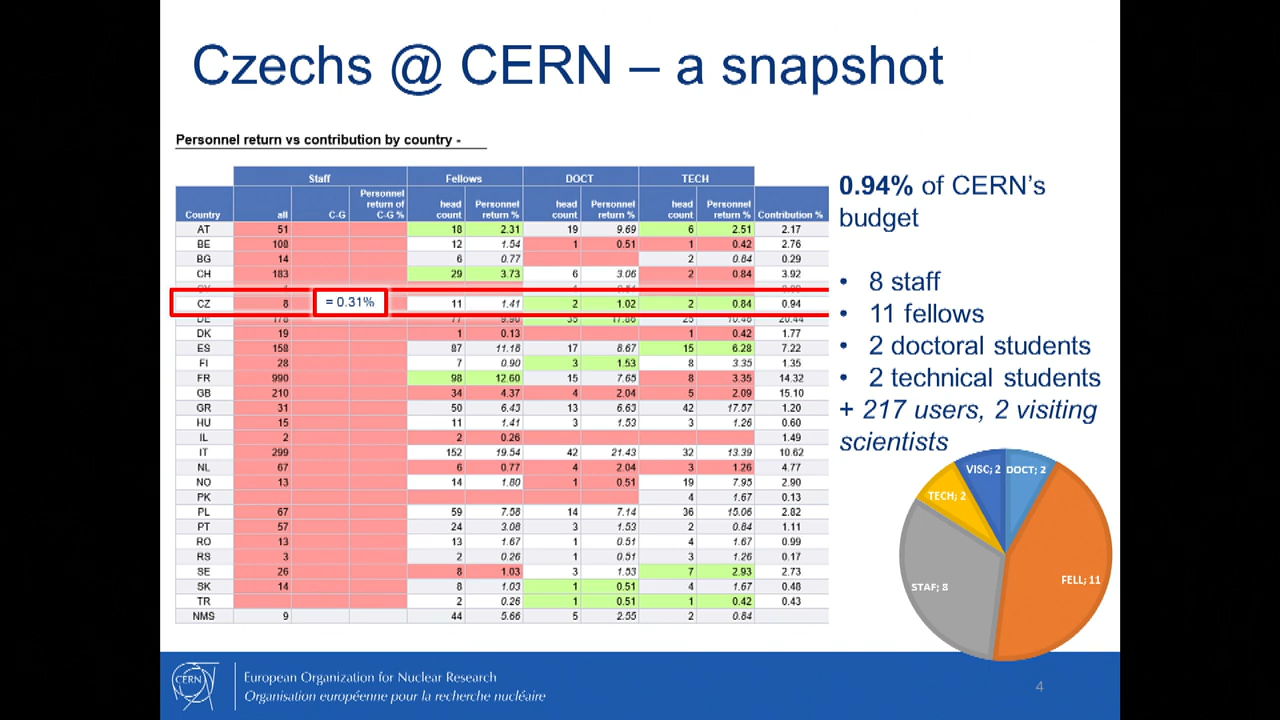 Czechs @ CERN – a snapshot
Personnel return vs contribution by country -
Staff Fellows DOCT TECH
Country all C-G Personnel return of C-G % head count Personnel return % head count Personnel return % head count Personnel return % Contribution %
AT 51 18 2.31 19 9.69 6 2.51 2.17
BE 108 12 1.54 1 0.51 1 0.42 2.76
BG 14 6 0.77 2 0.84 0.29
CH 183 29 3.73 6 3.06 2 0.84 3.92
CZ 8 = 0.31% 11 1.41 2 1.02 2 0.84 0.94
DE 178 77 9.90 35 17.86 25 10.46 20.44
DK 19 1 0.13 1 0.42 1.77
ES 158 87 11.18 17 8.67 15 6.28 7.22
FI 28 7 0.90 3 1.53 8 3.35 1.35
FR 990 98 12.60 15 7.65 8 3.35 14.32
GB 210 34 4.37 4 2.04 5 2.09 15.10
GR 31 50 6.43 13 6.63 42 17.57 1.20
HU 15 11 1.41 3 1.53 3 1.26 0.60
IL 2 2 0.26 1.49
IT 299 152 19.54 42 21.43 32 13.39 10.62
NL 67 6 0.77 4 2.04 3 1.26 4.77
NO 13 14 1.80 1 0.51 19 7.95 2.90
PK 4 1.67 0.13
PL 67 59 7.58 14 7.14 36 15.06 2.82
PT 57 24 3.08 3 1.53 2 0.84 1.11
RO 13 13 1.67 1 0.51 4 1.67 0.99
RS 3 2 0.26 1 0.51 3 1.26 0.17
SE 26 8 1.03 3 1.53 7 2.93 2.73
SK 14 8 1.03 1 0.51 4 1.67 0.48
TR 2 0.26 1 0.51 1 0.42 0.43
NMS 9 44 5.66 5 2.55 2 0.84
0.94% of CERN's
budget
• 8 staff
• 11 fellows
• 2 doctoral students
• 2 technical students
+ 217 users, 2 visiting
scientists
VISC; 2 DOCT; 2
TECH; 2
FELL; 11
STAF; 8
CERN
European Organization for Nuclear Research
Organisation européenne pour la recherche nucléaire
4